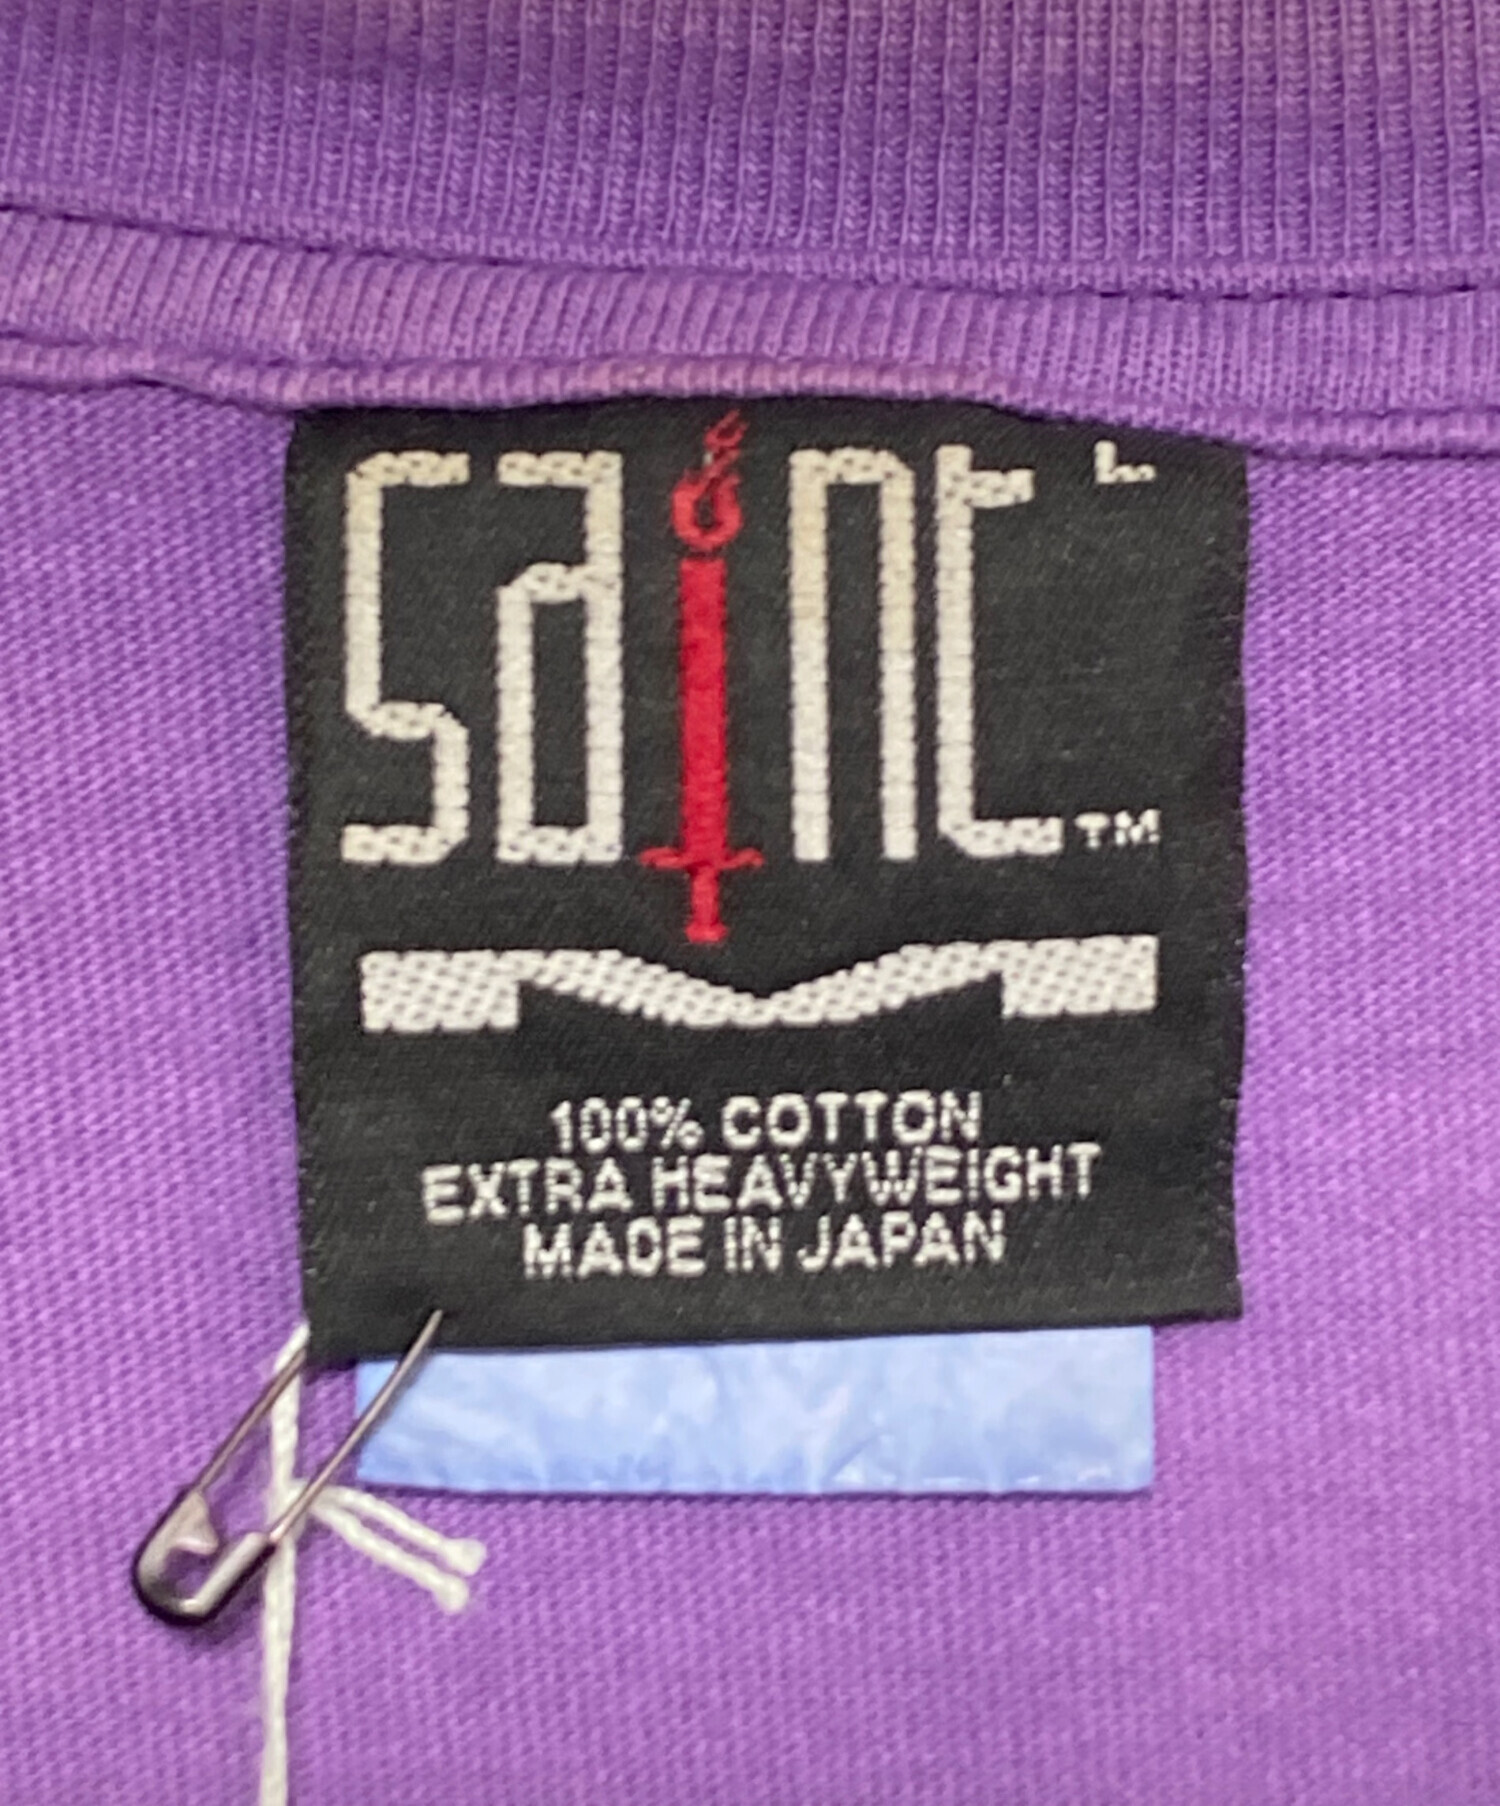 saint L
TM
100% COTTON
EXTRA HEAVYWEIGHT
MADE IN JAPAN